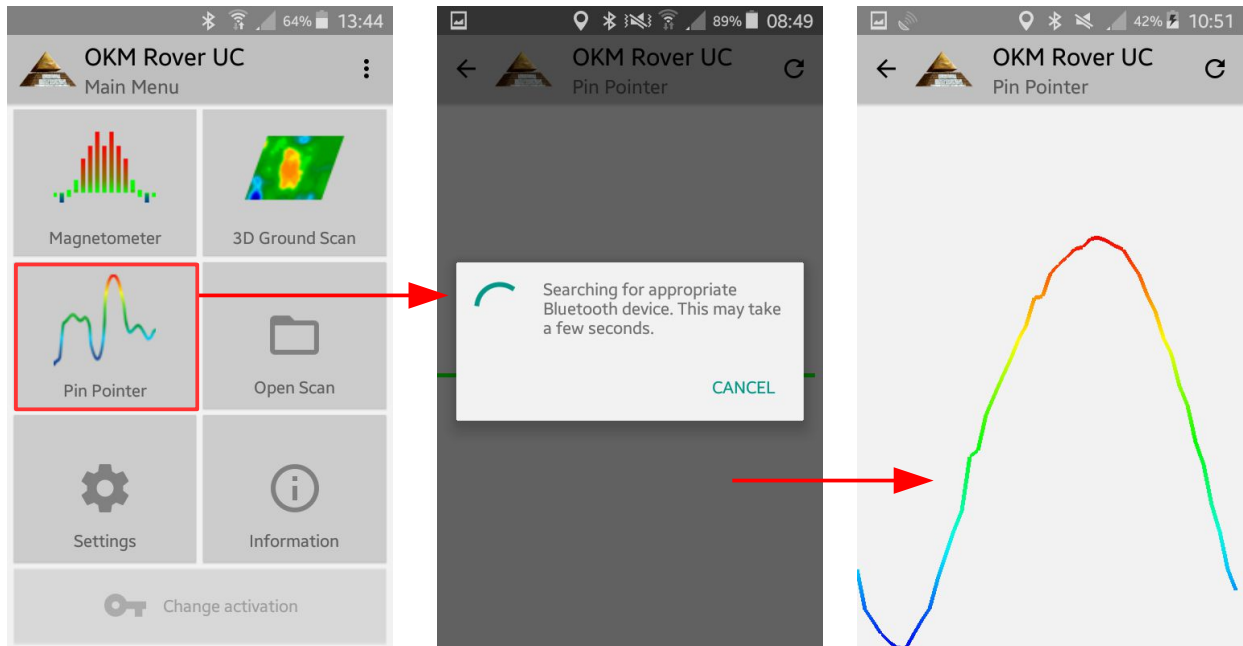 64% 13:44
OKM Rover UC
Main Menu
Magnetometer
3D Ground Scan
Pin Pointer
Open Scan
Settings
Information
Change activation
89% 08:49
OKM Rover UC
Pin Pointer
Searching for appropriate
Bluetooth device. This may take
a few seconds.
CANCEL
42% 10:51
OKM Rover UC
Pin Pointer